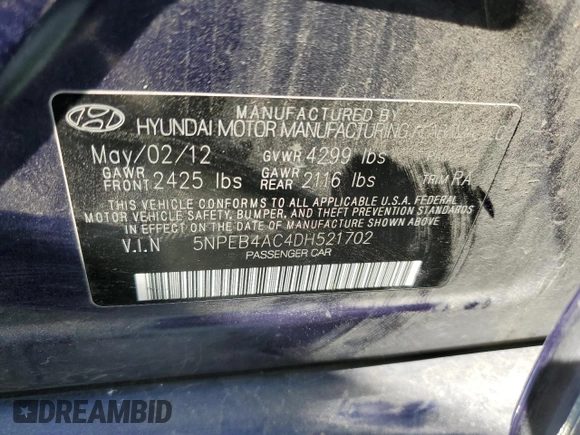 MANUFACTURED BY
HYUNDAI MOTOR MANUFACTURING
May/02/12 GVWR 4299 lbs
GAWR FRONT 2425 lbs GAWR REAR 2116 lbs TRIM RA
THIS VEHICLE CONFORMS TO ALL APPLICABLE U.S.A. FEDERAL
MOTOR VEHICLE SAFETY, BUMPER, AND THEFT PREVENTION STANDARDS
IN EFFECT ON THE DATE OF MANUFACTURE SHOWN ABOVE.
V.I.N 5NPEB4AC4DH521702
PASSENGER CAR
DREAMBID